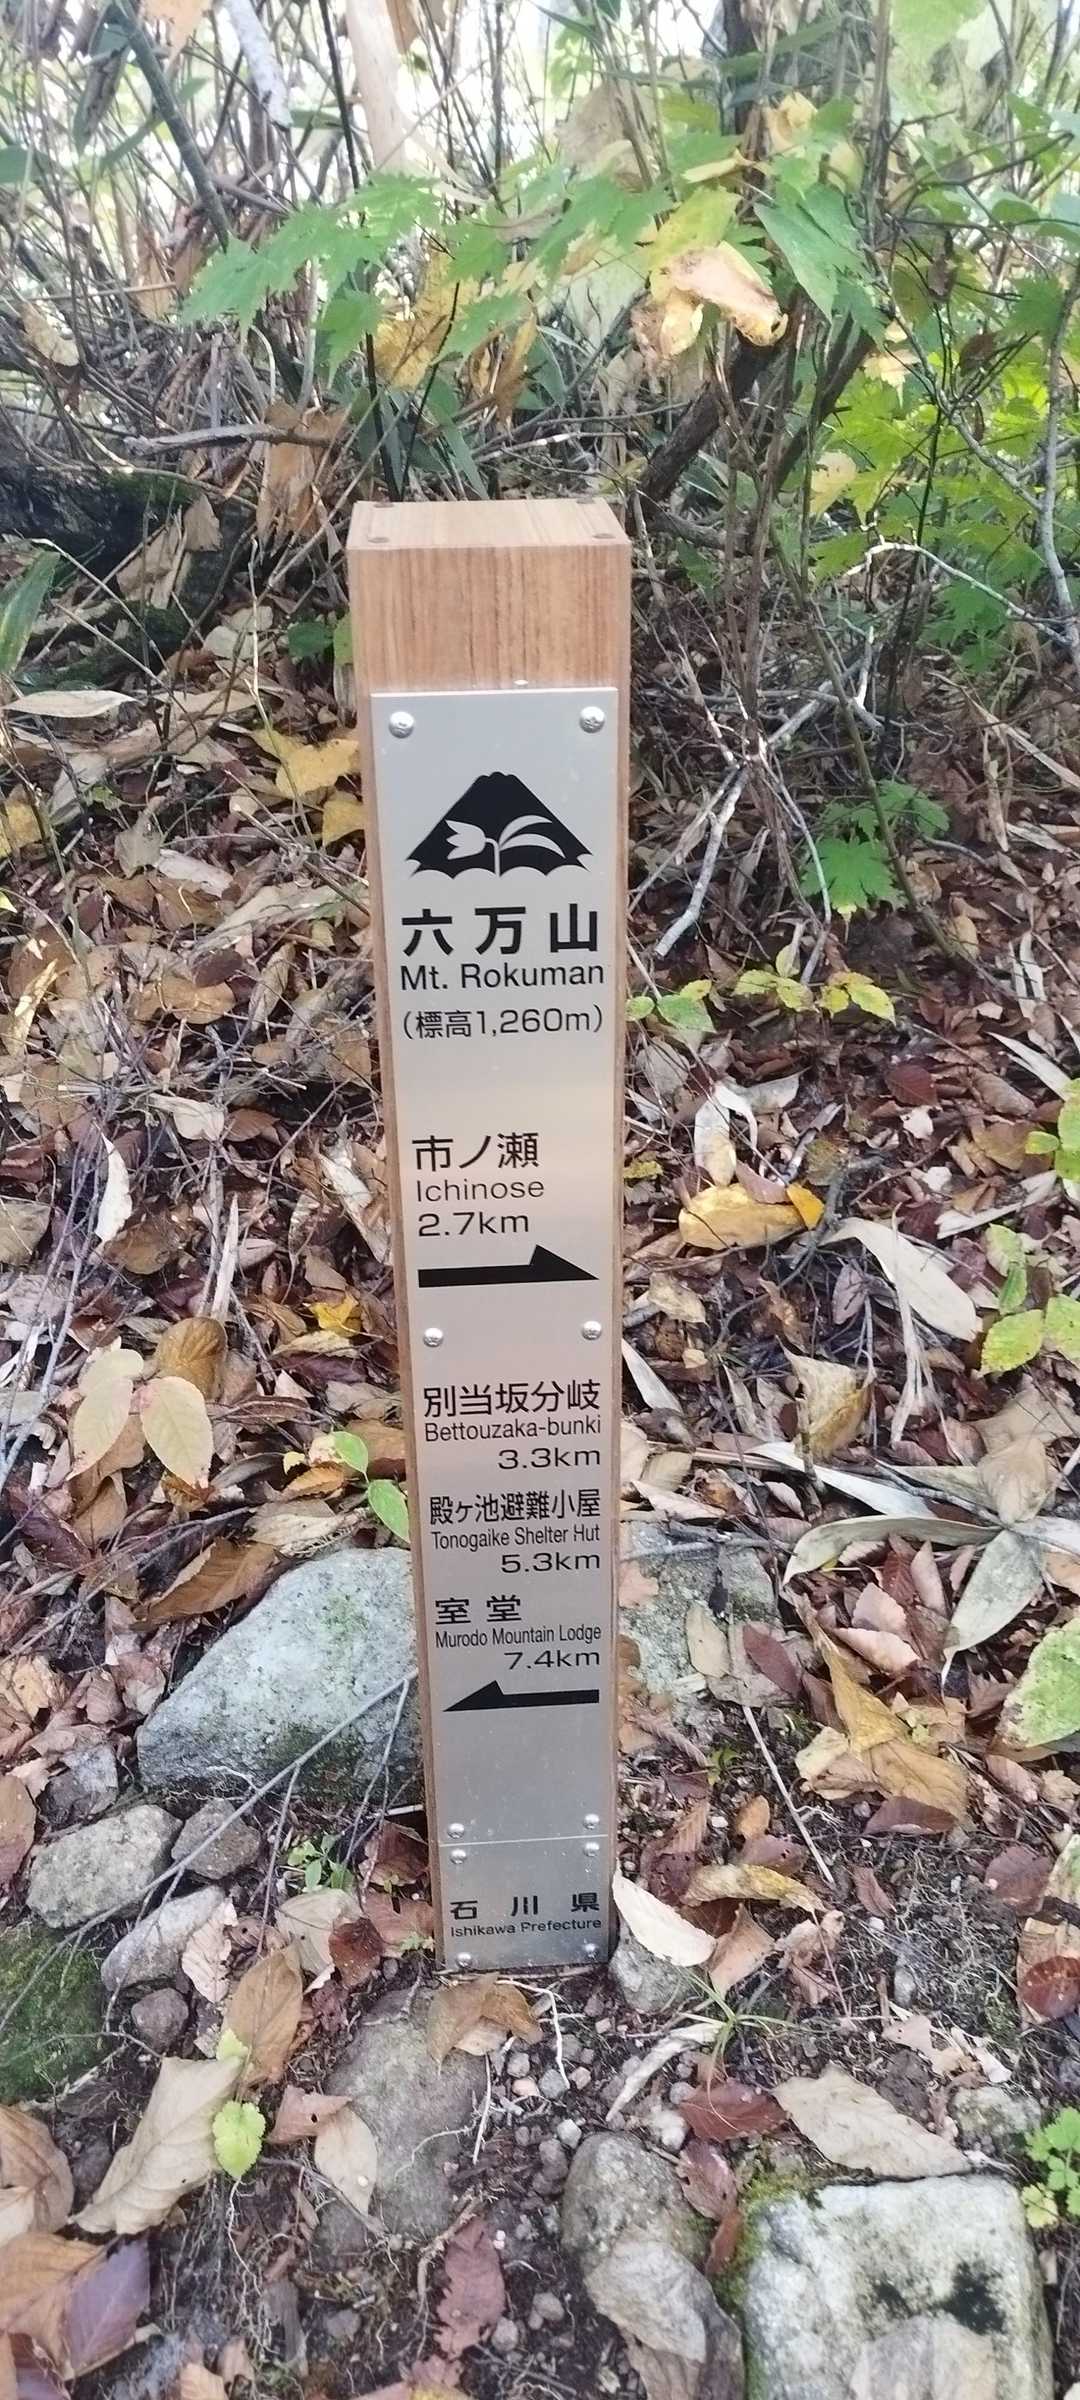 六万山
Mt. Rokuman
(標高1,260m)
市ノ瀬
Ichinose
2.7km
別当坂分岐
Bettouzaka-bunki
3.3km
殿ヶ池避難小屋
Tonogaike Shelter Hut
5.3km
室堂
Murodo Mountain Lodge
7.4km
石川県
Ishikawa Prefecture